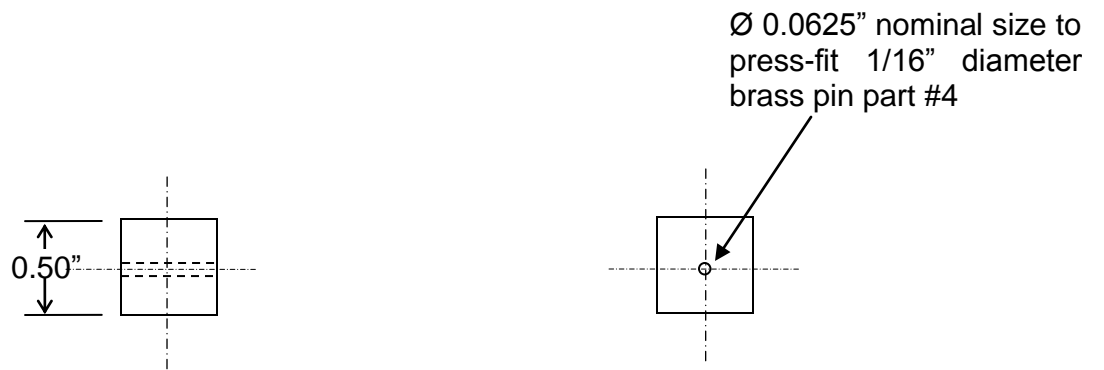 Ø 0.0625” nominal size to
press-fit 1/16” diameter
brass pin part #4
0.50”